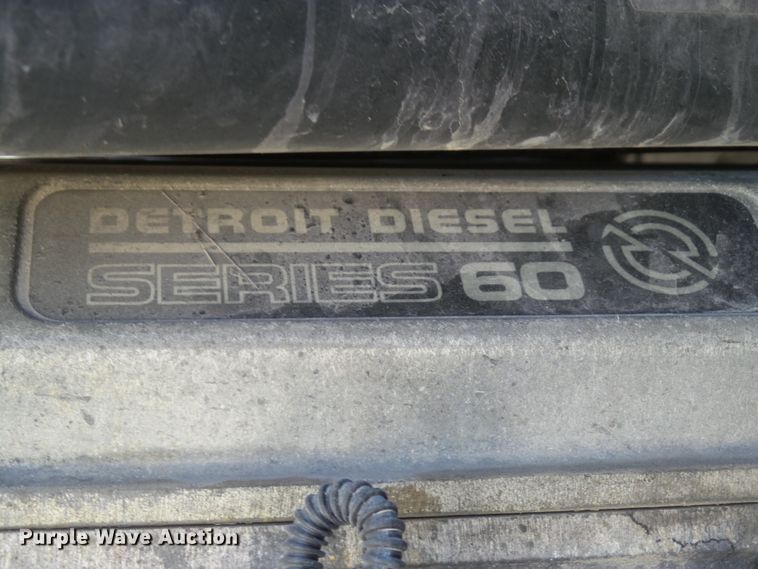 DETROIT DIESEL
SERIES 60
Purple Wave Auction